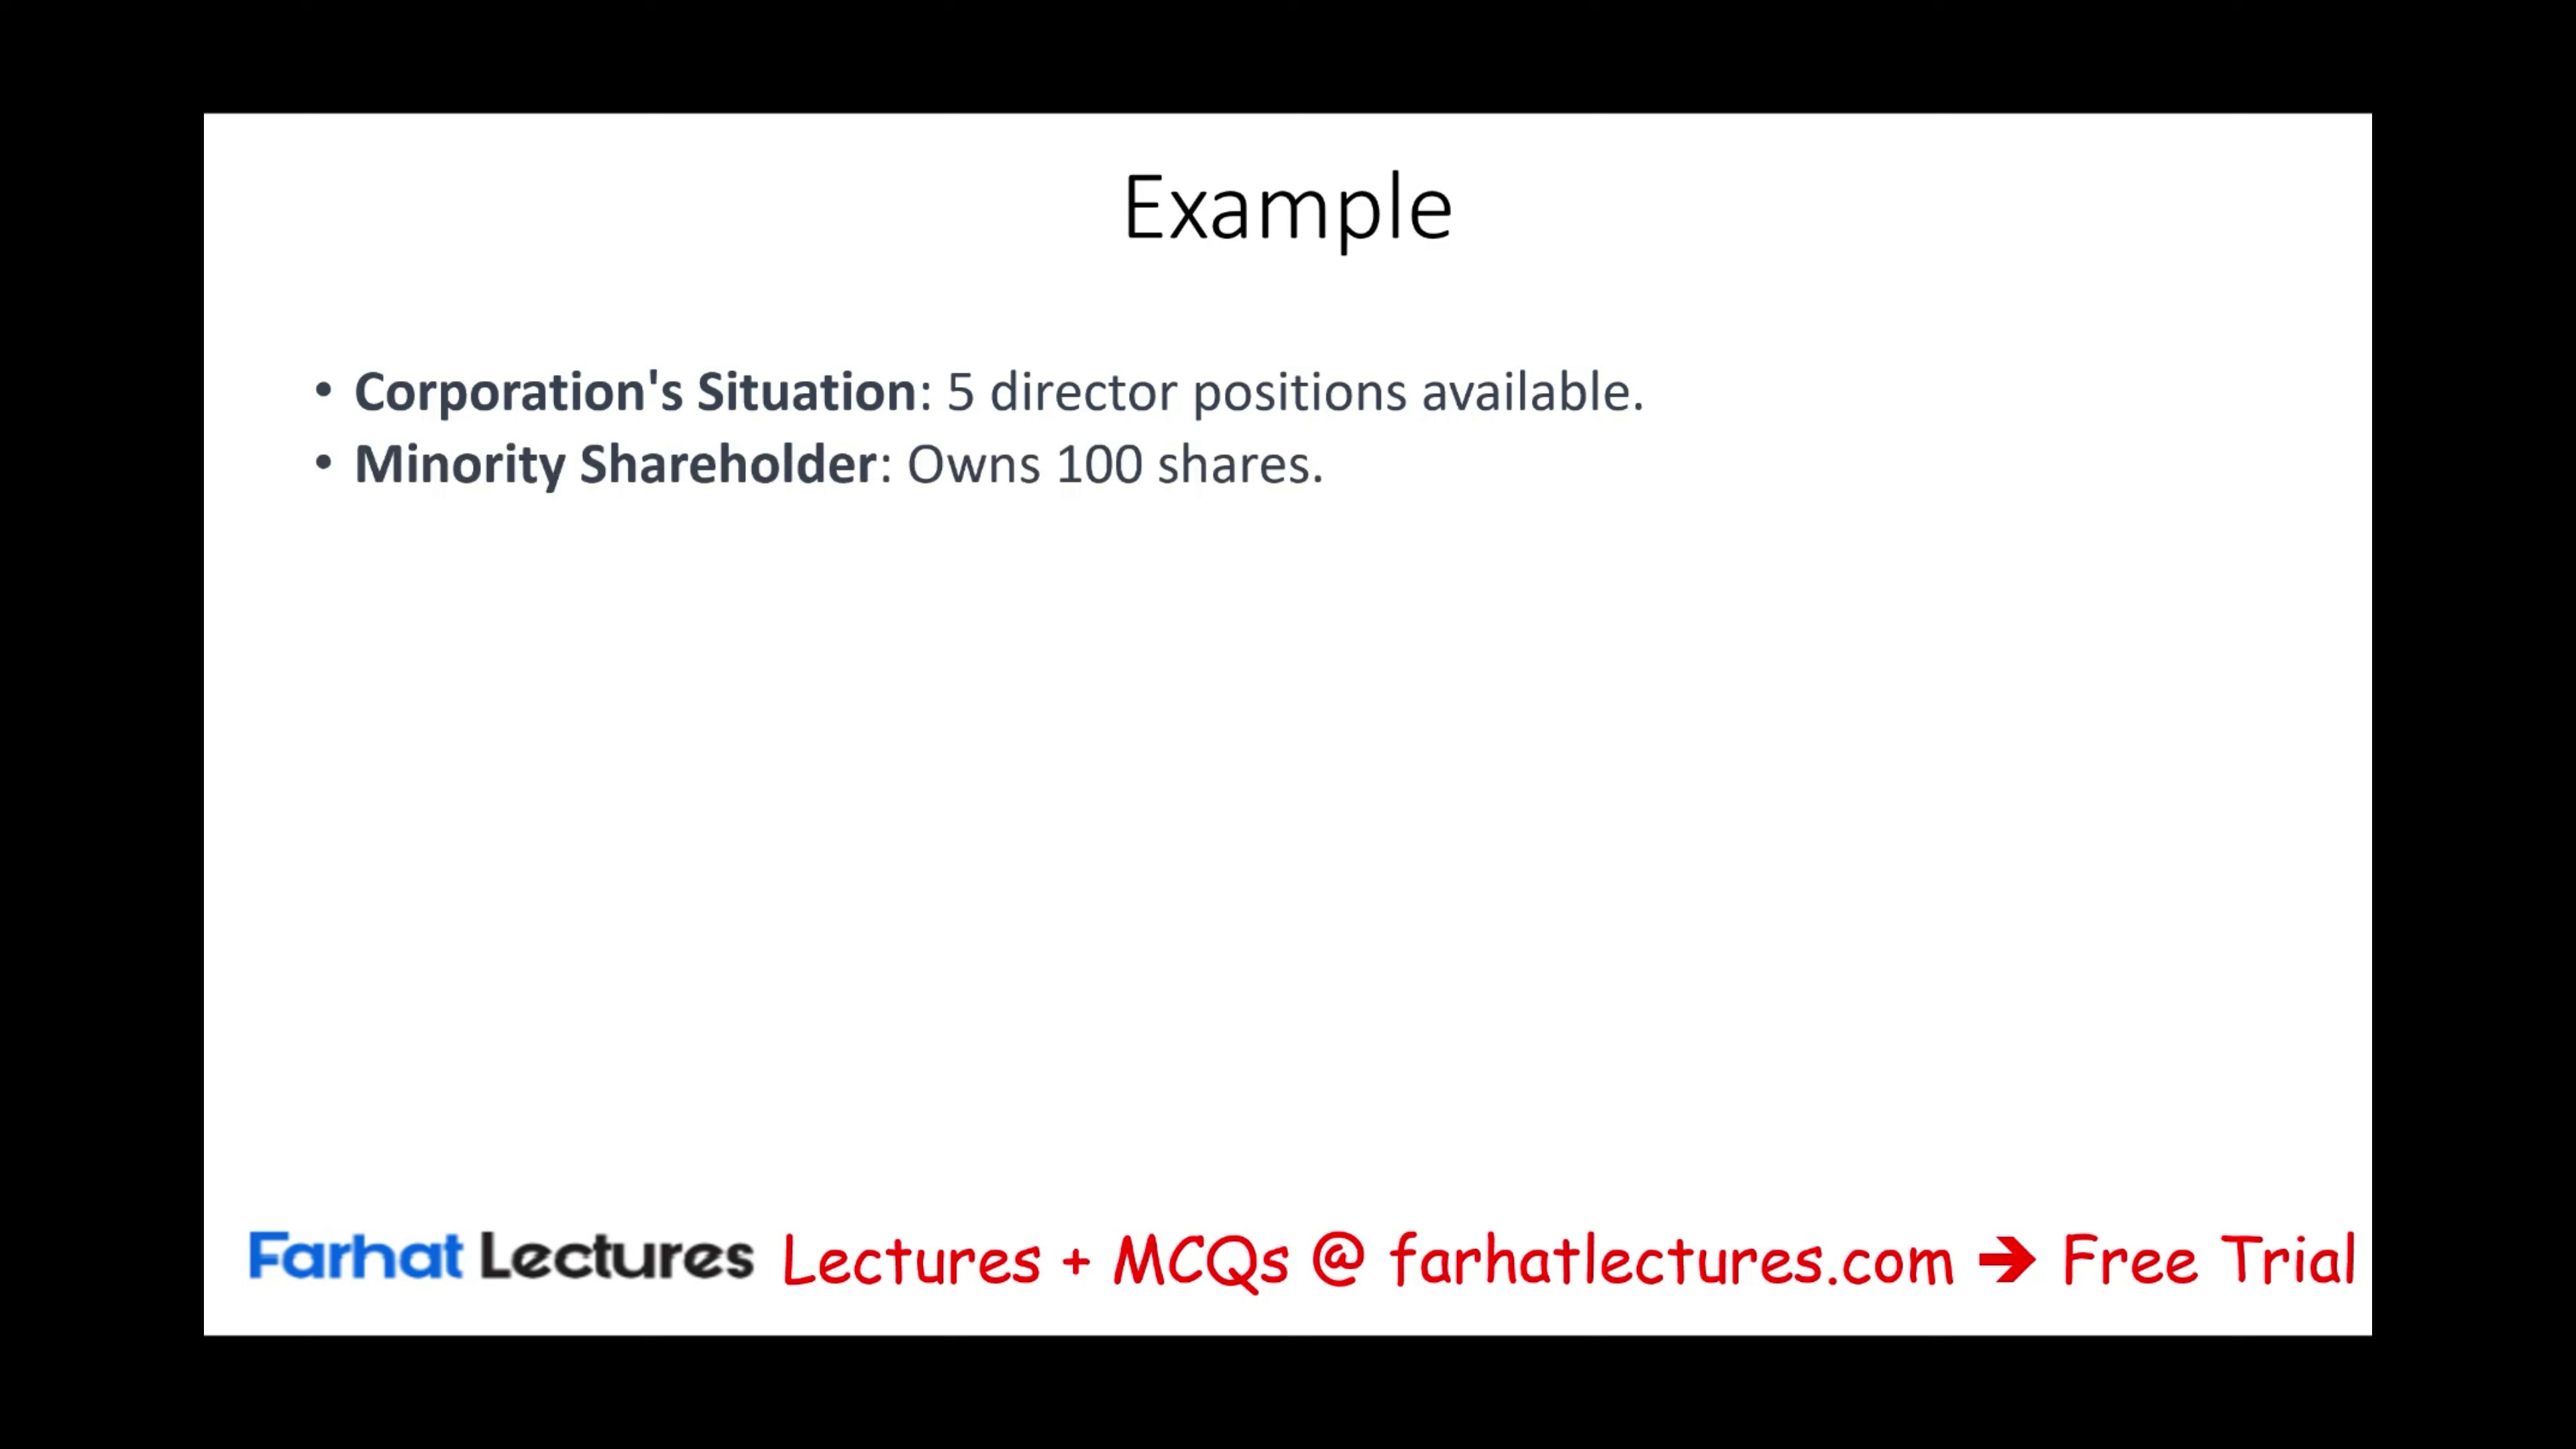 Example
• Corporation's Situation: 5 director positions available.
• Minority Shareholder: Owns 100 shares.
Farhat Lectures Lectures + MCQs @ farhatlectures.com → Free Trial